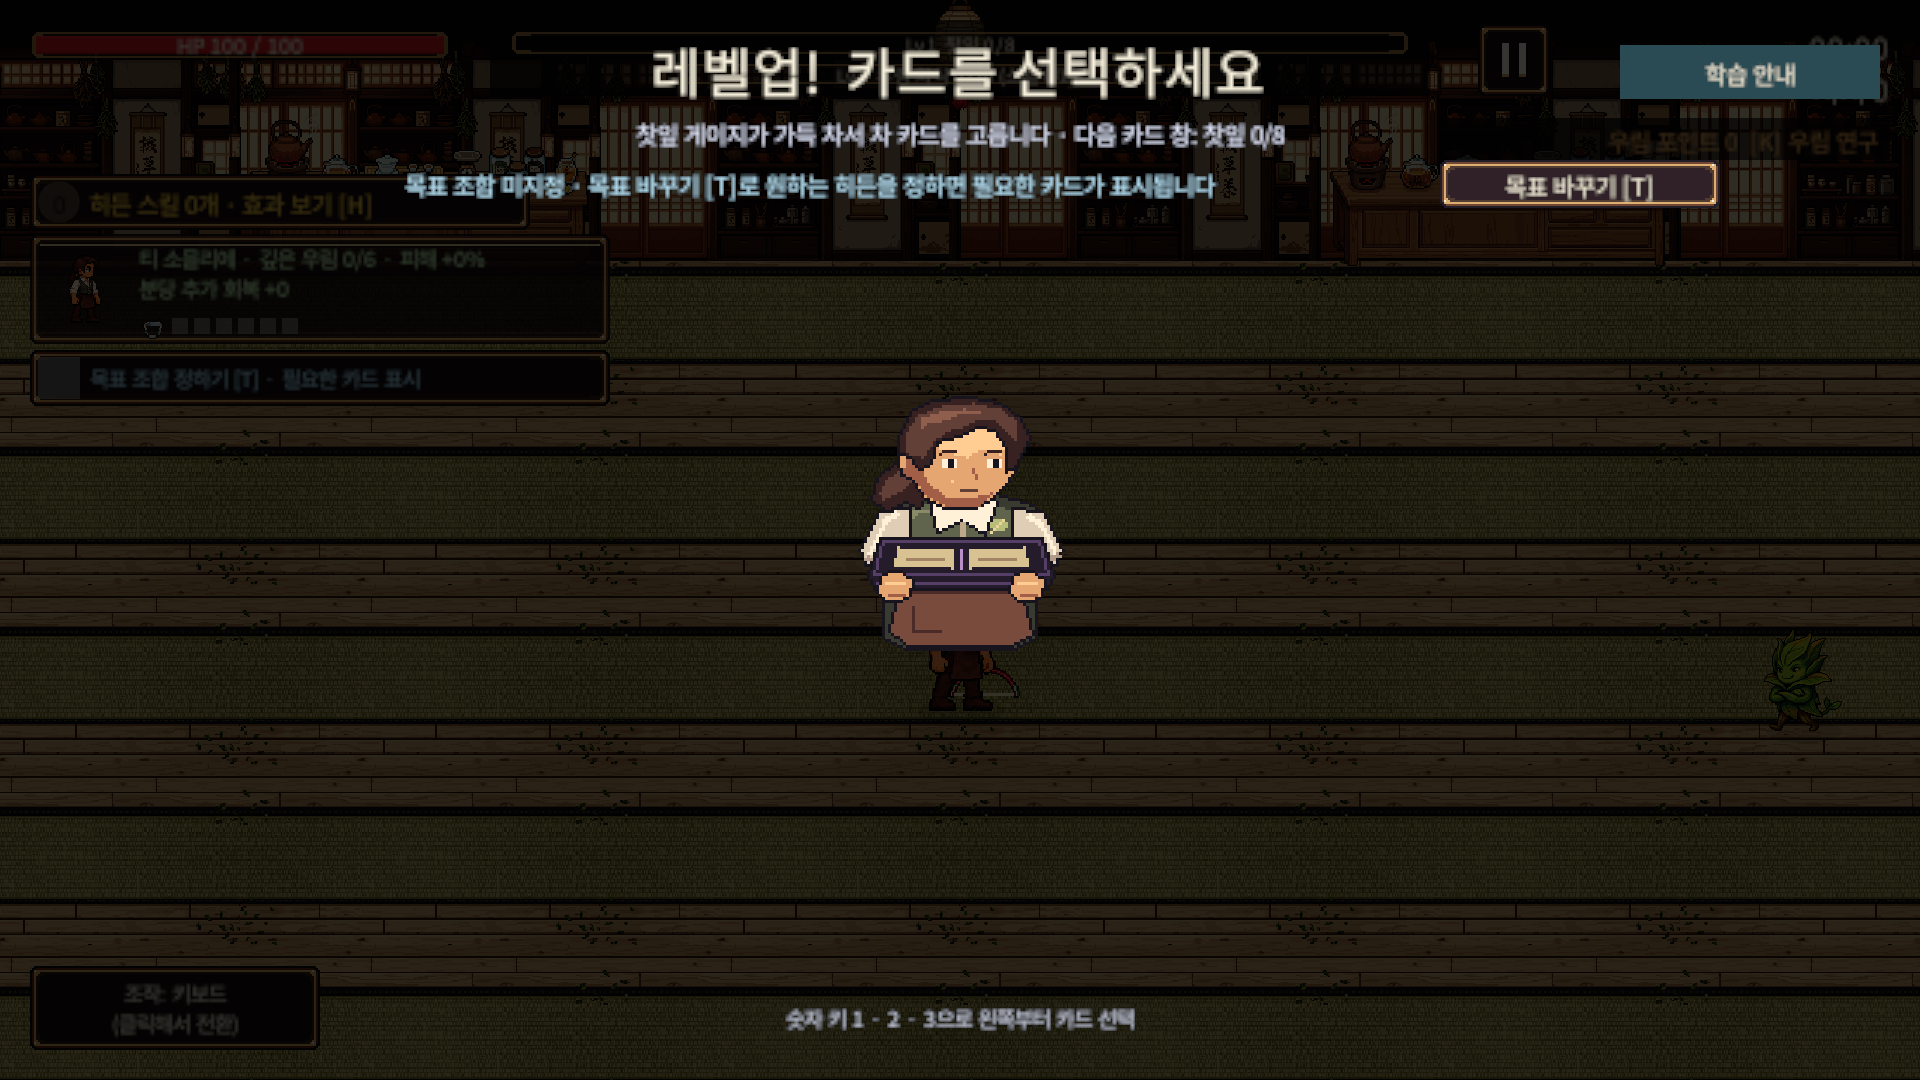 HP 100 / 100
레벨업! 카드를 선택하세요
학습 안내
찻잎 게이지가 가득 차서 차 카드를 고릅니다 · 다음 카드 창: 찻잎 0/8
우림 포인트 0 [K] 우림 연구
목표 조합 미지정 · 목표 바꾸기 [T]로 원하는 히든을 정하면 필요한 카드가 표시됩니다
목표 바꾸기 [T]
0 히든 스킬 0개 · 효과 보기 [H]
티 소믈리에 · 깊은 우림 0/6 · 피해 +0%
분당 추가 회복 +0
목표 조합 정하기 [T] · 필요한 카드 표시
조작: 키보드
(클릭해서 전환)
숫자 키 1 · 2 · 3으로 왼쪽부터 카드 선택